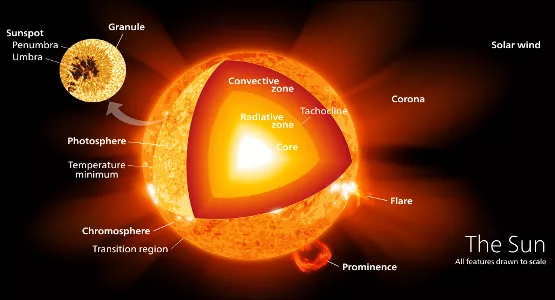 Sunspot
Penumbra
Umbra
Granule
Solar wind
Convective
zone
Corona
Tachocline
Radiative
zone
Photosphere
Core
Temperature
minimum
Flare
Chromosphere
Transition region
The Sun
All features drawn to scale
Prominence